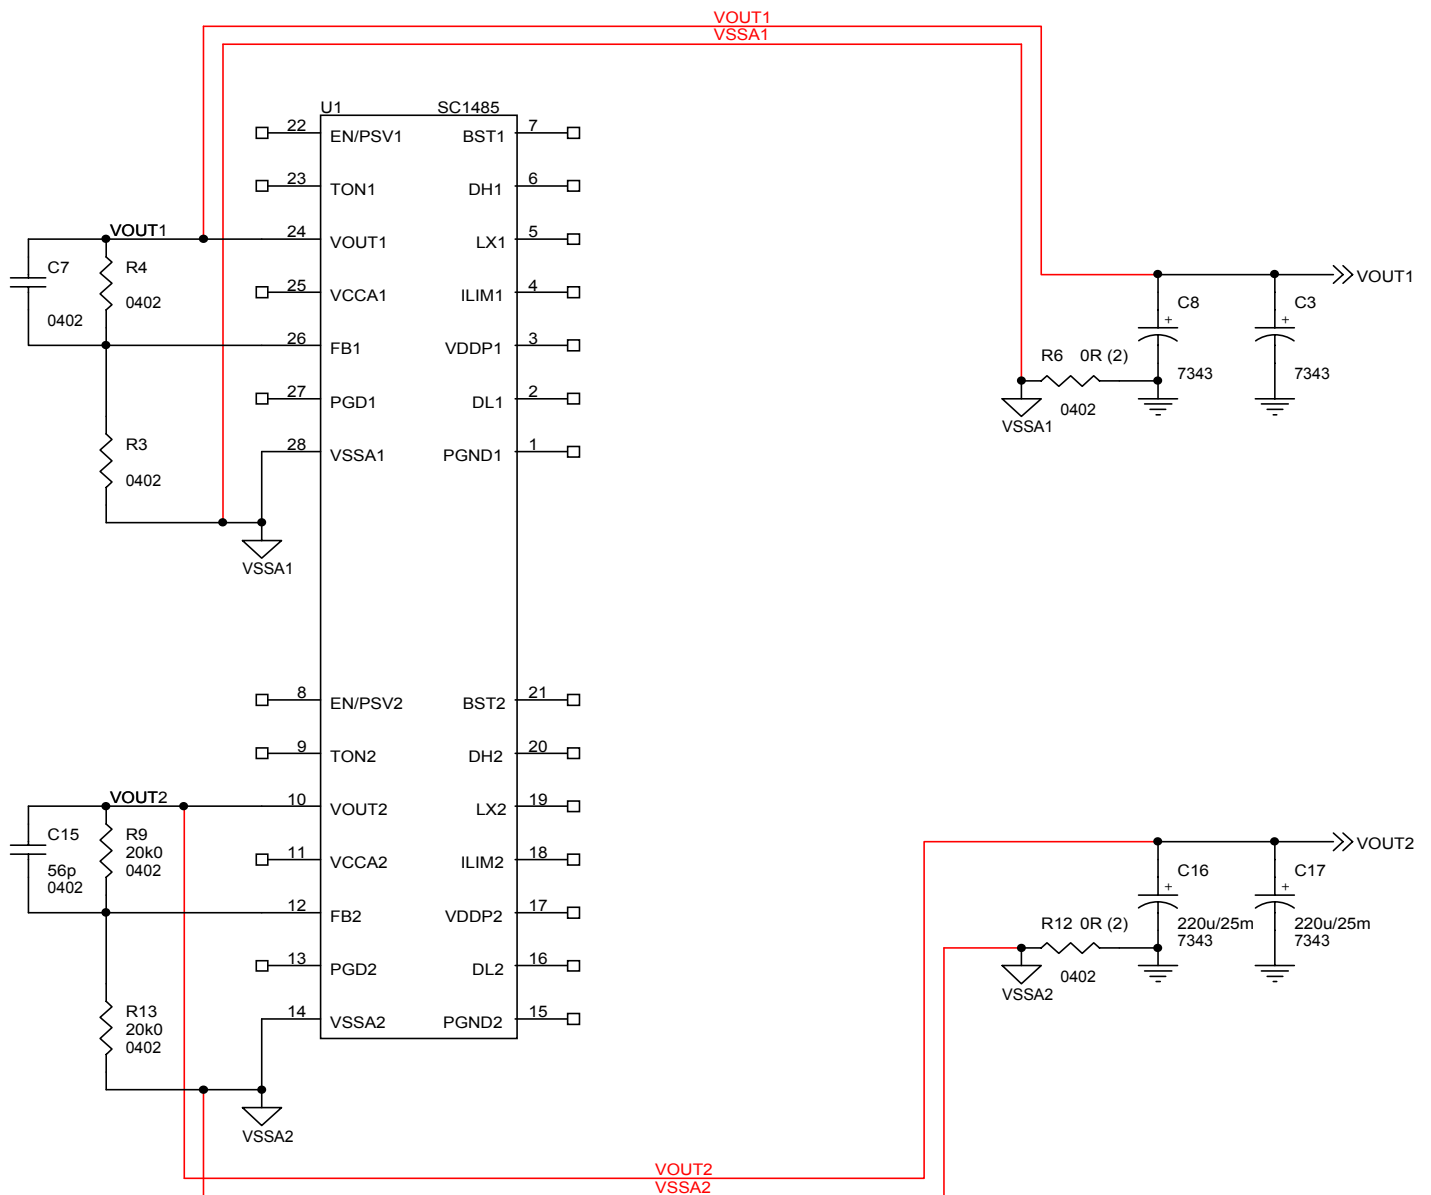 VOUT1
VSSA1
U1 SC1485
22 EN/PSV1 BST1 7
23 TON1 DH1 6
VOUT1
24 VOUT1 LX1 5
C7
0402
R4
0402
25 VCCA1 ILIM1 4
26 FB1 VDDP1 3
27 PGD1 DL1 2
28 VSSA1 PGND1 1
R3
0402
VSSA1
VOUT1
C8
+
7343
C3
+
7343
R6 0R (2)
0402
VSSA1
8 EN/PSV2 BST2 21
9 TON2 DH2 20
VOUT2
10 VOUT2 LX2 19
C15
56p
0402
R9
20k0
0402
11 VCCA2 ILIM2 18
12 FB2 VDDP2 17
13 PGD2 DL2 16
14 VSSA2 PGND2 15
R13
20k0
0402
VSSA2
VOUT2
C16
+
220u/25m
7343
C17
+
220u/25m
7343
R12 0R (2)
0402
VSSA2
VOUT2
VSSA2